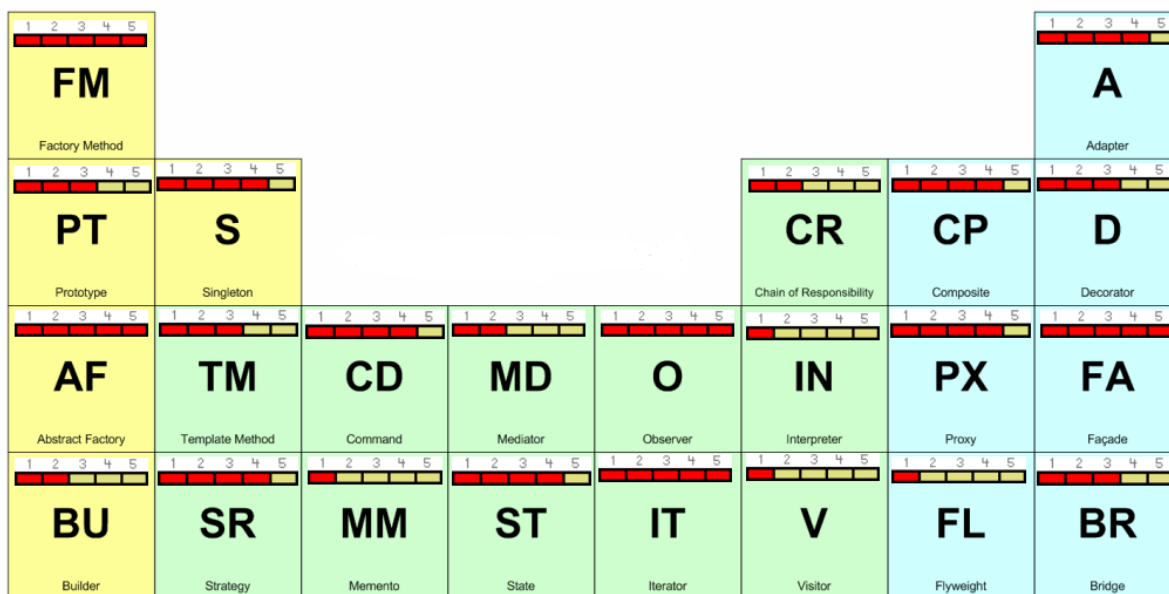 1 2 3 4 5 1 2 3 4 5
FM A
Factory Method Adapter
1 2 3 4 5 1 2 3 4 5 1 2 3 4 5 1 2 3 4 5 1 2 3 4 5
PT S CR CP D
Prototype Singleton Chain of Responsibility Composite Decorator
1 2 3 4 5 1 2 3 4 5 1 2 3 4 5 1 2 3 4 5 1 2 3 4 5 1 2 3 4 5 1 2 3 4 5 1 2 3 4 5
AF TM CD MD O IN PX FA
Abstract Factory Template Method Command Mediator Observer Interpreter Proxy Façade
1 2 3 4 5 1 2 3 4 5 1 2 3 4 5 1 2 3 4 5 1 2 3 4 5 1 2 3 4 5 1 2 3 4 5 1 2 3 4 5
BU SR MM ST IT V FL BR
Builder Strategy Memento State Iterator Visitor Flyweight Bridge